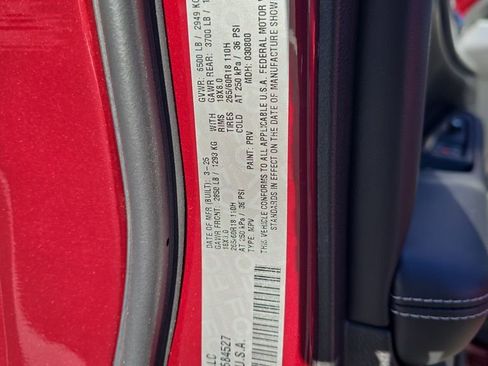 LLC
584527
U.S.A.
DATE OF MFR (BUILT): 3-25
GVWR: 6500 LB / 2949 KG
GAWR FRONT: 2850 LB / 1293 KG
WITH
GAWR REAR: 3700 LB /
18X8.0
RIMS
18X8.0
265/60R18 110H
TIRES
265/60R18 110H
AT 250 kPa / 36 PSI
COLD
AT 250 kPa / 36 PSI
TYPE: MPV
PAINT: PRV
MDH: 030800
THIS VEHICLE CONFORMS TO ALL APPLICABLE U.S.A. FEDERAL MOTOR
STANDARDS IN EFFECT ON THE DATE OF MANUFACTURE SHOW